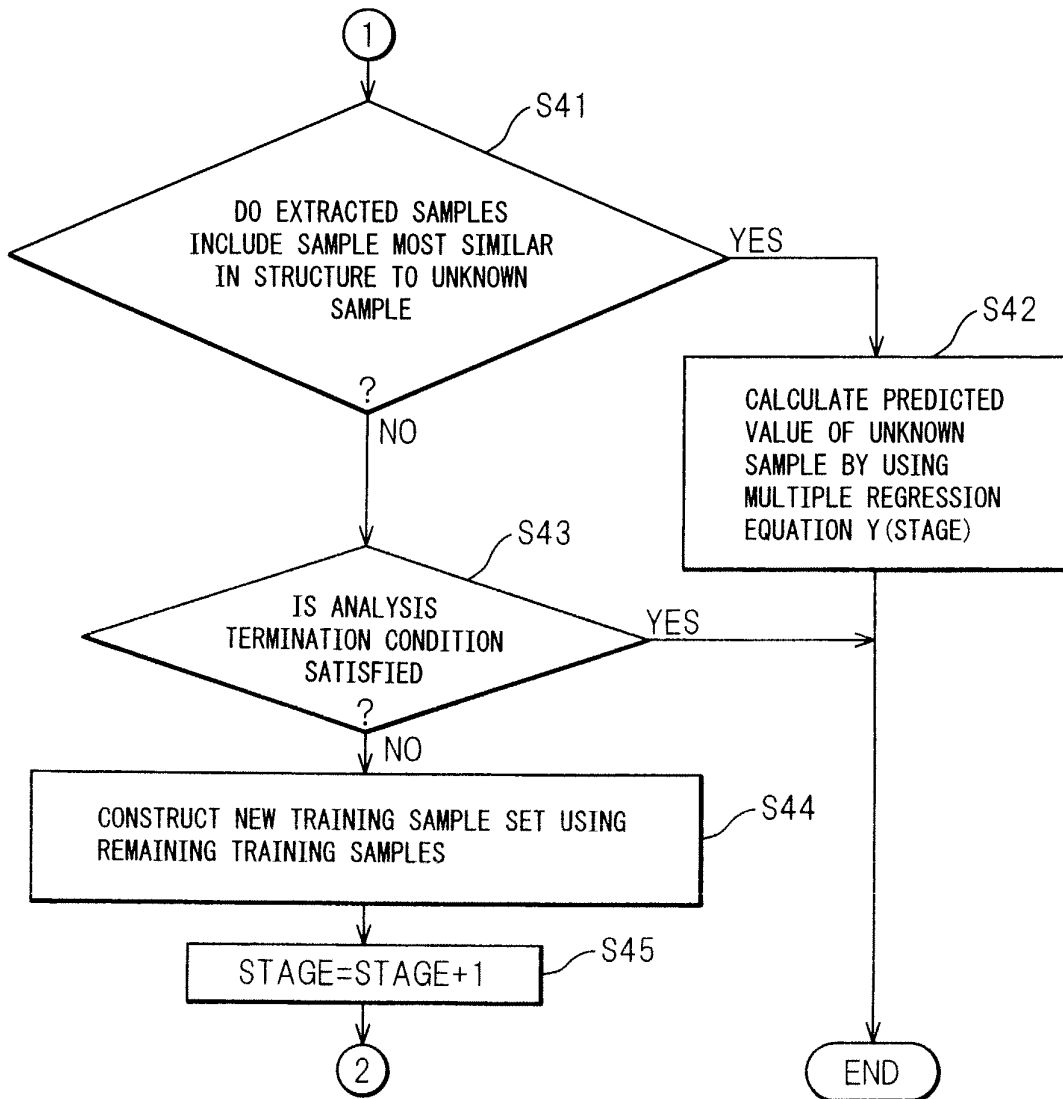 1
S41
DO EXTRACTED SAMPLES
INCLUDE SAMPLE MOST SIMILAR
IN STRUCTURE TO UNKNOWN
SAMPLE
?
YES
NO
S42
CALCULATE PREDICTED
VALUE OF UNKNOWN
SAMPLE BY USING
MULTIPLE REGRESSION
EQUATION Y(STAGE)
S43
IS ANALYSIS
TERMINATION CONDITION
SATISFIED
?
YES
NO
S44
CONSTRUCT NEW TRAINING SAMPLE SET USING
REMAINING TRAINING SAMPLES
S45
STAGE=STAGE+1
2
END